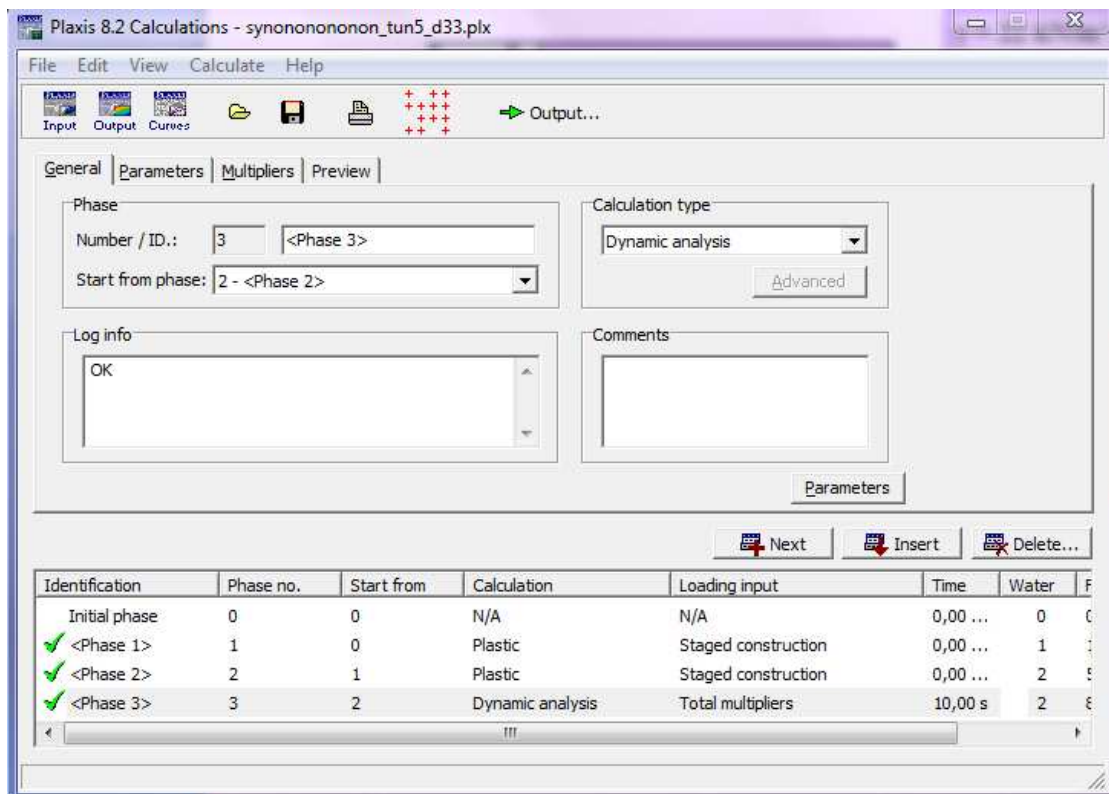 Plaxis 8.2 Calculations - synonononononon_tun5_d33.plx
File Edit View Calculate Help
Input Output Curves Output...
General Parameters Multipliers Preview
Phase
Number / ID.: 3 <Phase 3>
Start from phase: 2 - <Phase 2>
Calculation type
Dynamic analysis
Advanced
Log info
OK
Comments
Parameters
Next Insert Delete...
Identification Phase no. Start from Calculation Loading input Time Water
Initial phase 0 0 N/A N/A 0,00 ... 0
<Phase 1> 1 0 Plastic Staged construction 0,00 ... 1
<Phase 2> 2 1 Plastic Staged construction 0,00 ... 2
<Phase 3> 3 2 Dynamic analysis Total multipliers 10,00 s 2